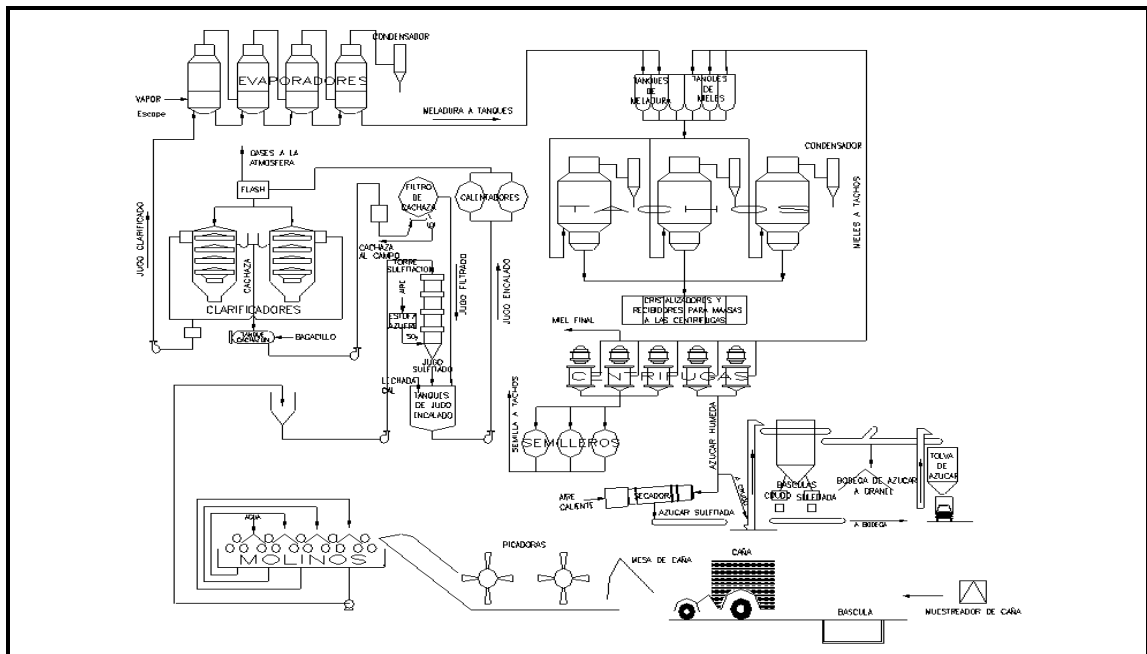 CONDENSADOR
EVAPORADORES
VAPOR
Escape
MELADURA A TANQUES
TANQUES
DE
MELADURA
TANQUES
DE
MIELES
CONDENSADOR
MIELES A TACHOS
GASES A LA
ATMOSFERA
FLASH
FILTRO
DE
CACHAZA
CALENTADORES
JUGO CLARIFICADO
CACHAZA
CLARIFICADORES
TANQUE
CACHAZON
BAGACILLO
CACHAZA
AL CAMPO
TORRE
SULFITACION
AIRE
ESTUFA
AZUFRE
SO2
JUGO
SULFITADO
JUGO FILTRADO
JUGO ENCALADO
LECHADA
CAL
TANQUES
DE JUGO
ENCALADO
CRISTALIZADORES Y
RECIBIDORES PARA MASAS
A LAS CENTRIFUGAS
MIEL FINAL
CENTRIFUGAS
SEMILLA A TACHOS
SEMILLEROS
AZUCAR HUMEDA
AIRE
CALIENTE
SECADORA
AZUCAR SULFITADA
BASCULAS
CRUDO SULFITADA
BODEGA DE AZUCAR
A GRANEL
TOLVA
DE
AZUCAR
A BODEGA
AGUA
MOLINOS
PICADORAS
MESA DE CAÑA
CAÑA
BASCULA
MUESTREADOR DE CAÑA